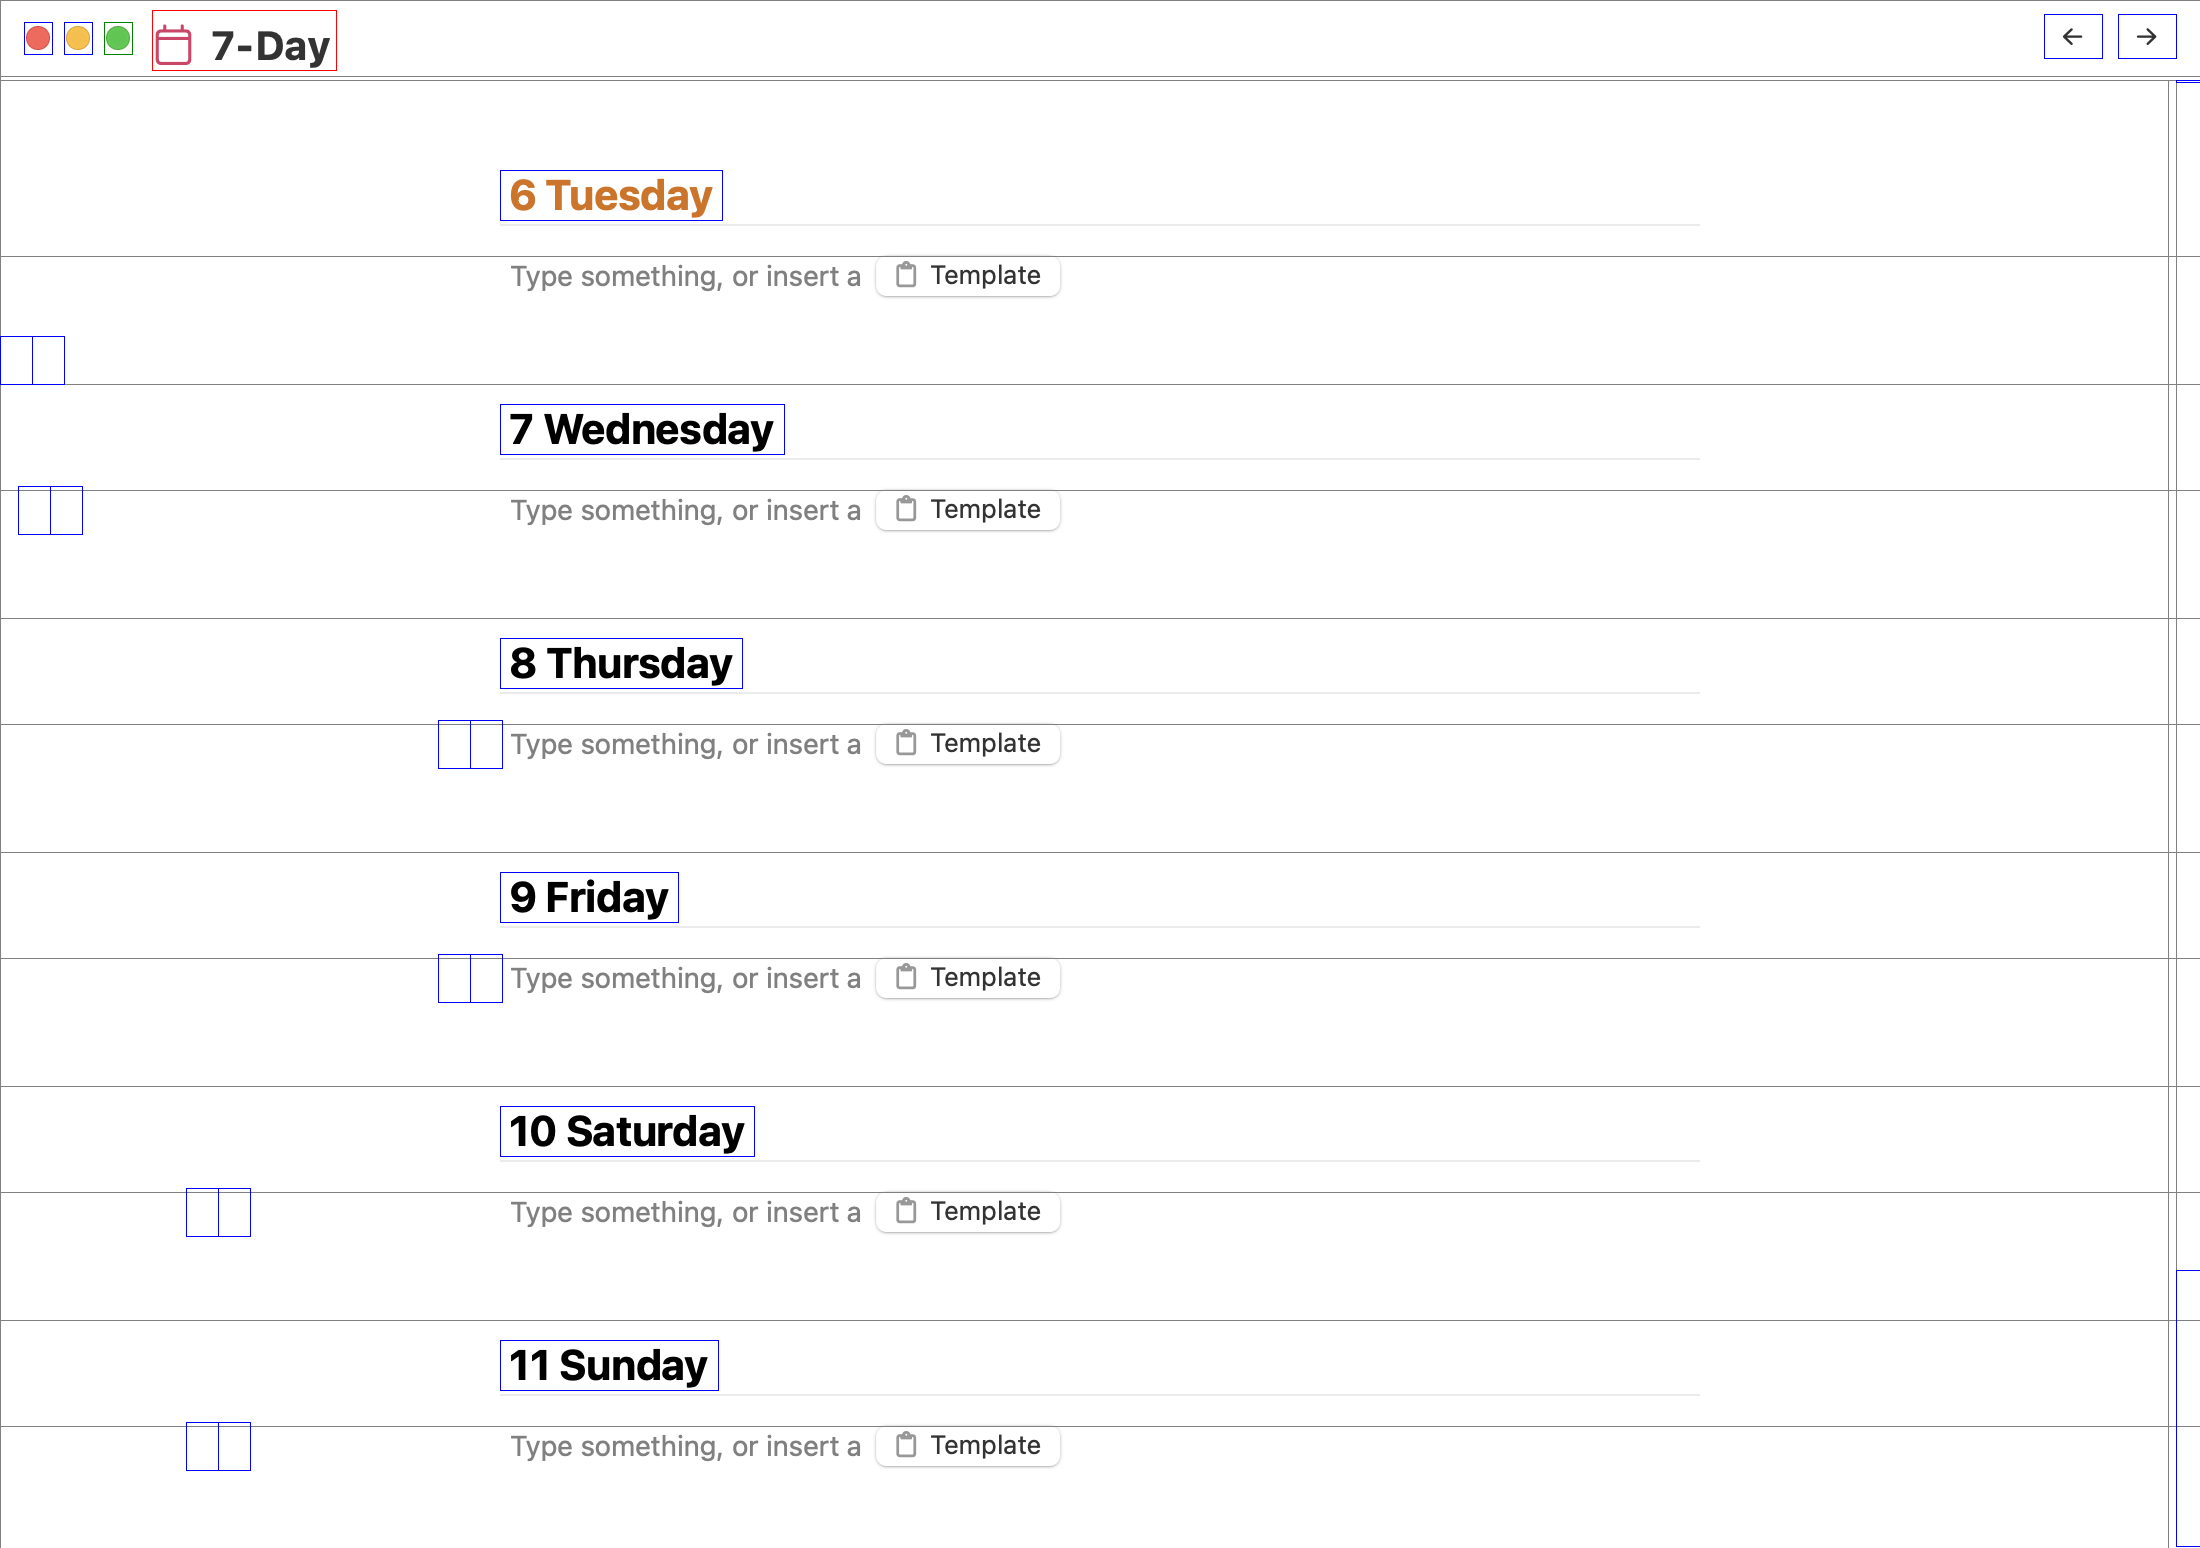 7-Day
6 Tuesday
Type something, or insert a Template
7 Wednesday
Type something, or insert a Template
8 Thursday
Type something, or insert a Template
9 Friday
Type something, or insert a Template
10 Saturday
Type something, or insert a Template
11 Sunday
Type something, or insert a Template